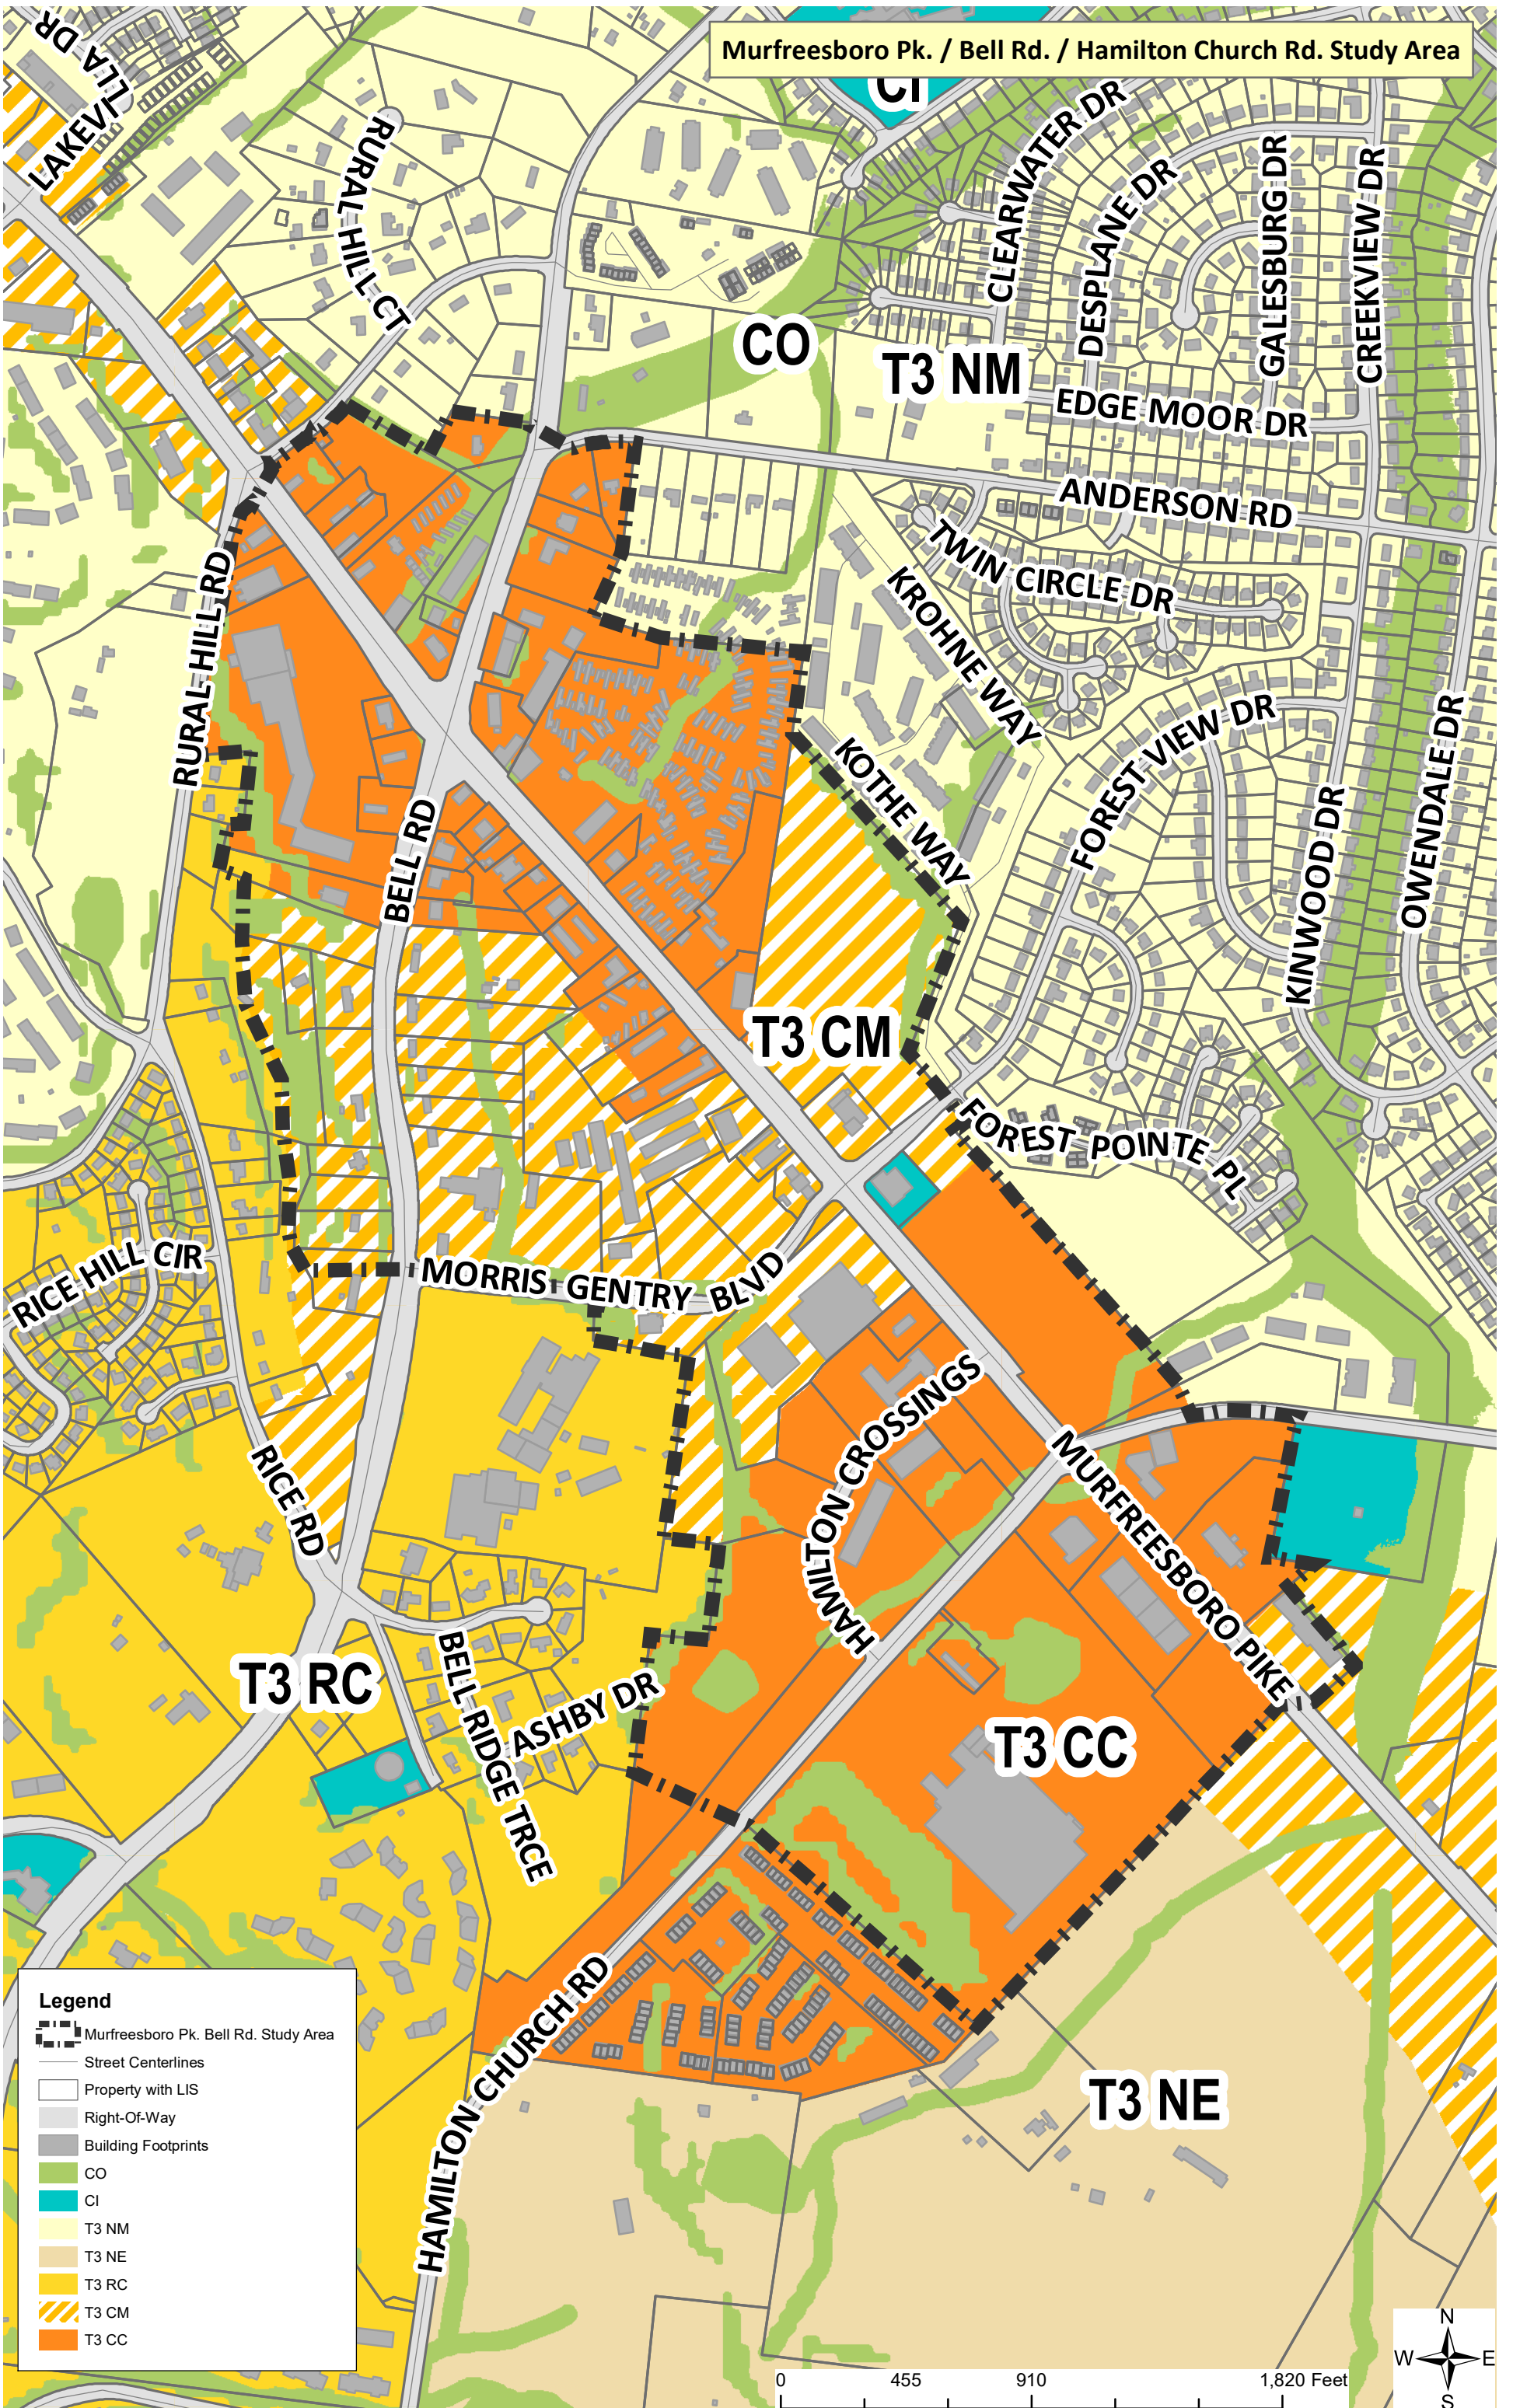 Murfreesboro Pk. / Bell Rd. / Hamilton Church Rd. Study Area
CI
LAKEVILLA DR
RURAL HILL CT
CLEARWATER DR
DESPLANE DR
GALESBURG DR
CREEKVIEW DR
CO
T3 NM
EDGE MOOR DR
ANDERSON RD
TWIN CIRCLE DR
KROHNE WAY
RURAL HILL RD
KOTHE WAY
FOREST VIEW DR
KINWOOD DR
OWENDALE DR
BELL RD
T3 CM
FOREST POINTE PL
RICE HILL CIR
MORRIS GENTRY BLVD
HAMILTON CROSSINGS
RICE RD
MURFREESBORO PIKE
T3 RC
BELL RIDGE TRCE
ASHBY DR
T3 CC
HAMILTON CHURCH RD
T3 NE
Legend
Murfreesboro Pk. Bell Rd. Study Area
Street Centerlines
Property with LIS
Right-Of-Way
Building Footprints
CO
CI
T3 NM
T3 NE
T3 RC
T3 CM
T3 CC
0 455 910 1,820 Feet
N
W E
S